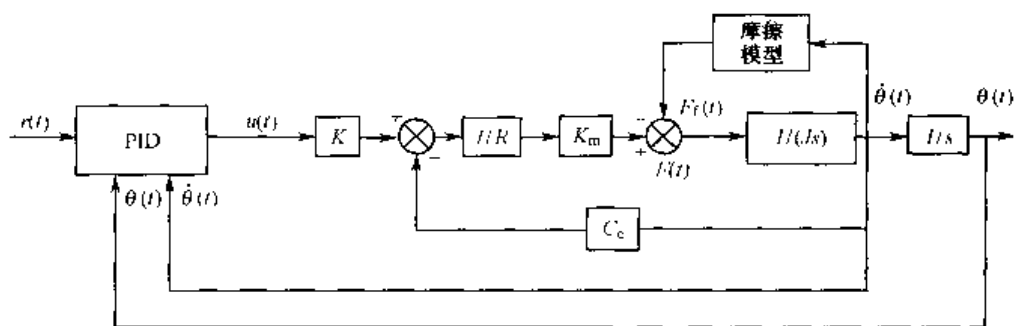 摩擦
模型
r(t)
PID
u(t)
K
+
−
1/R
Km
−
+
Ff(t)
F(t)
1/(Js)
θ̇(t)
1/s
θ(t)
θ(t)
θ̇(t)
Ce